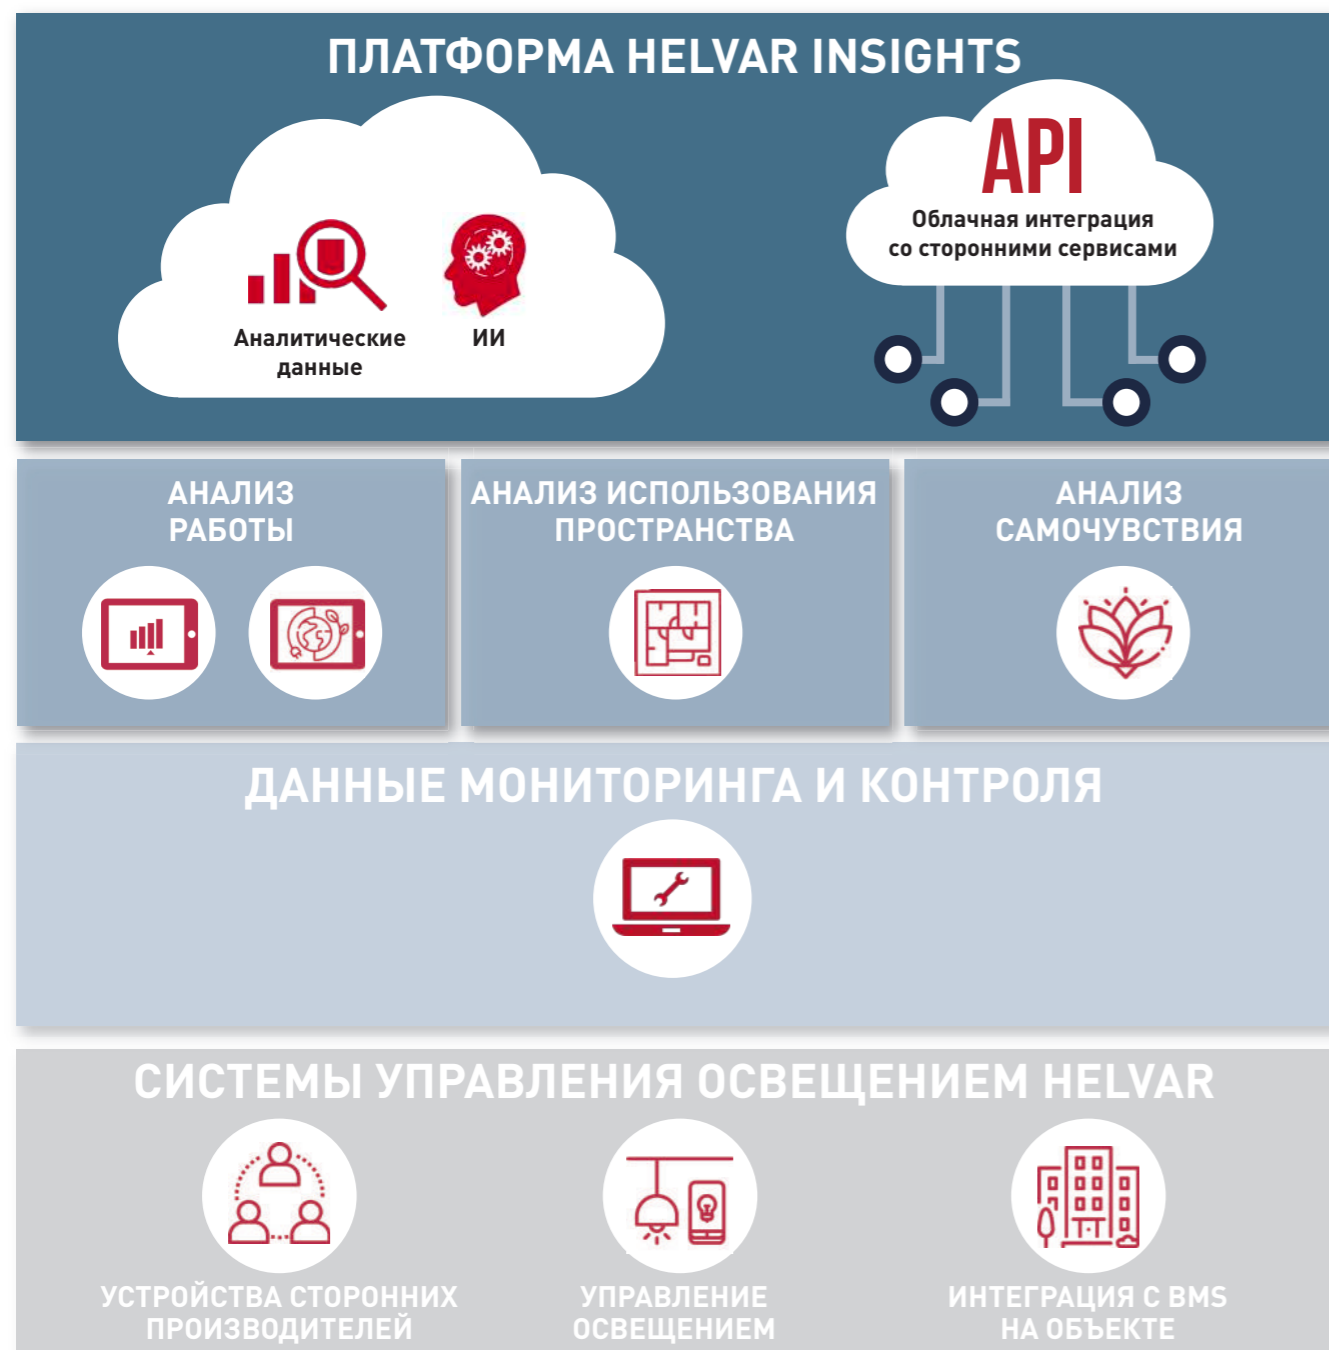 ПЛАТФОРМА HELVAR INSIGHTS
API
Облачная интеграция
со сторонними сервисами
Аналитические
данные
ИИ
АНАЛИЗ
РАБОТЫ
АНАЛИЗ ИСПОЛЬЗОВАНИЯ
ПРОСТРАНСТВА
АНАЛИЗ
САМОЧУВСТВИЯ
ДАННЫЕ МОНИТОРИНГА И КОНТРОЛЯ
СИСТЕМЫ УПРАВЛЕНИЯ ОСВЕЩЕНИЕМ HELVAR
УСТРОЙСТВА СТОРОННИХ
ПРОИЗВОДИТЕЛЕЙ
УПРАВЛЕНИЕ
ОСВЕЩЕНИЕМ
ИНТЕГРАЦИЯ С BMS
НА ОБЪЕКТЕ